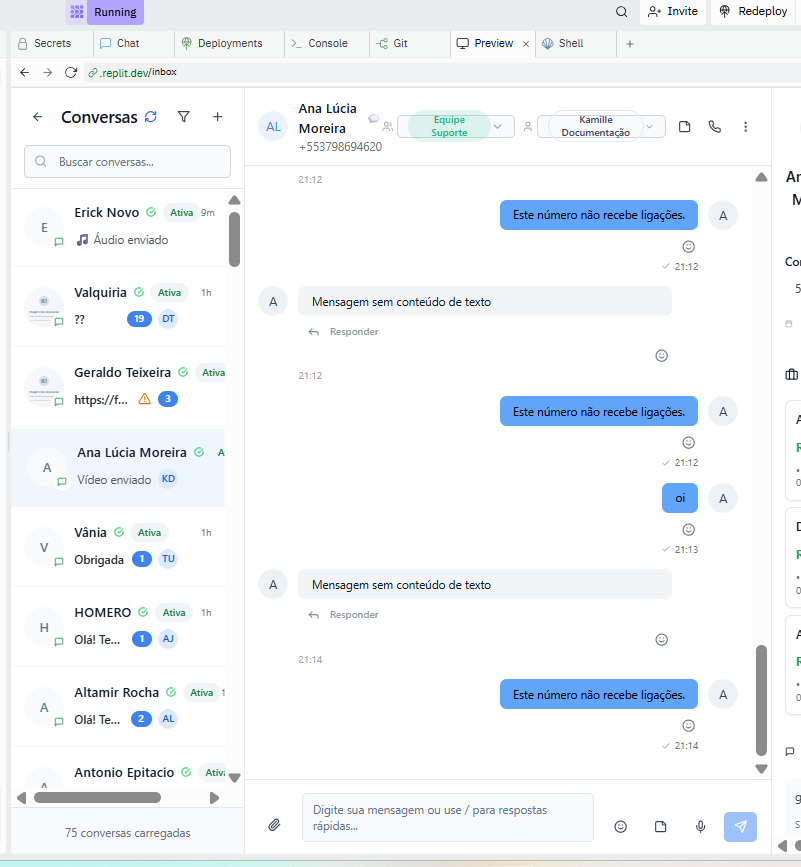 Running
Invite
Redeploy
Secrets
Chat
Deployments
Console
Git
Preview
Shell
.replit.dev/inbox
Conversas
Buscar conversas...
Erick Novo
Ativa
9m
Áudio enviado
E
Valquiria
Ativa
1h
??
19
DT
Geraldo Teixeira
Ativa
https://f...
3
A
Ana Lúcia Moreira
A
Vídeo enviado
KD
V
Vânia
Ativa
1h
Obrigada
1
TU
H
HOMERO
Ativa
1h
Olá! Te...
1
AJ
A
Altamir Rocha
Ativa
1
Olá! Te...
2
AL
A
Antonio Epitacio
Ativa
75 conversas carregadas
AL
Ana Lúcia
Moreira
+553798694620
Equipe
Suporte
Kamille
Documentação
21:12
Este número não recebe ligações.
A
21:12
A
Mensagem sem conteúdo de texto
Responder
21:12
Este número não recebe ligações.
A
21:12
oi
A
21:13
A
Mensagem sem conteúdo de texto
Responder
21:14
Este número não recebe ligações.
A
21:14
Digite sua mensagem ou use / para respostas
rápidas...